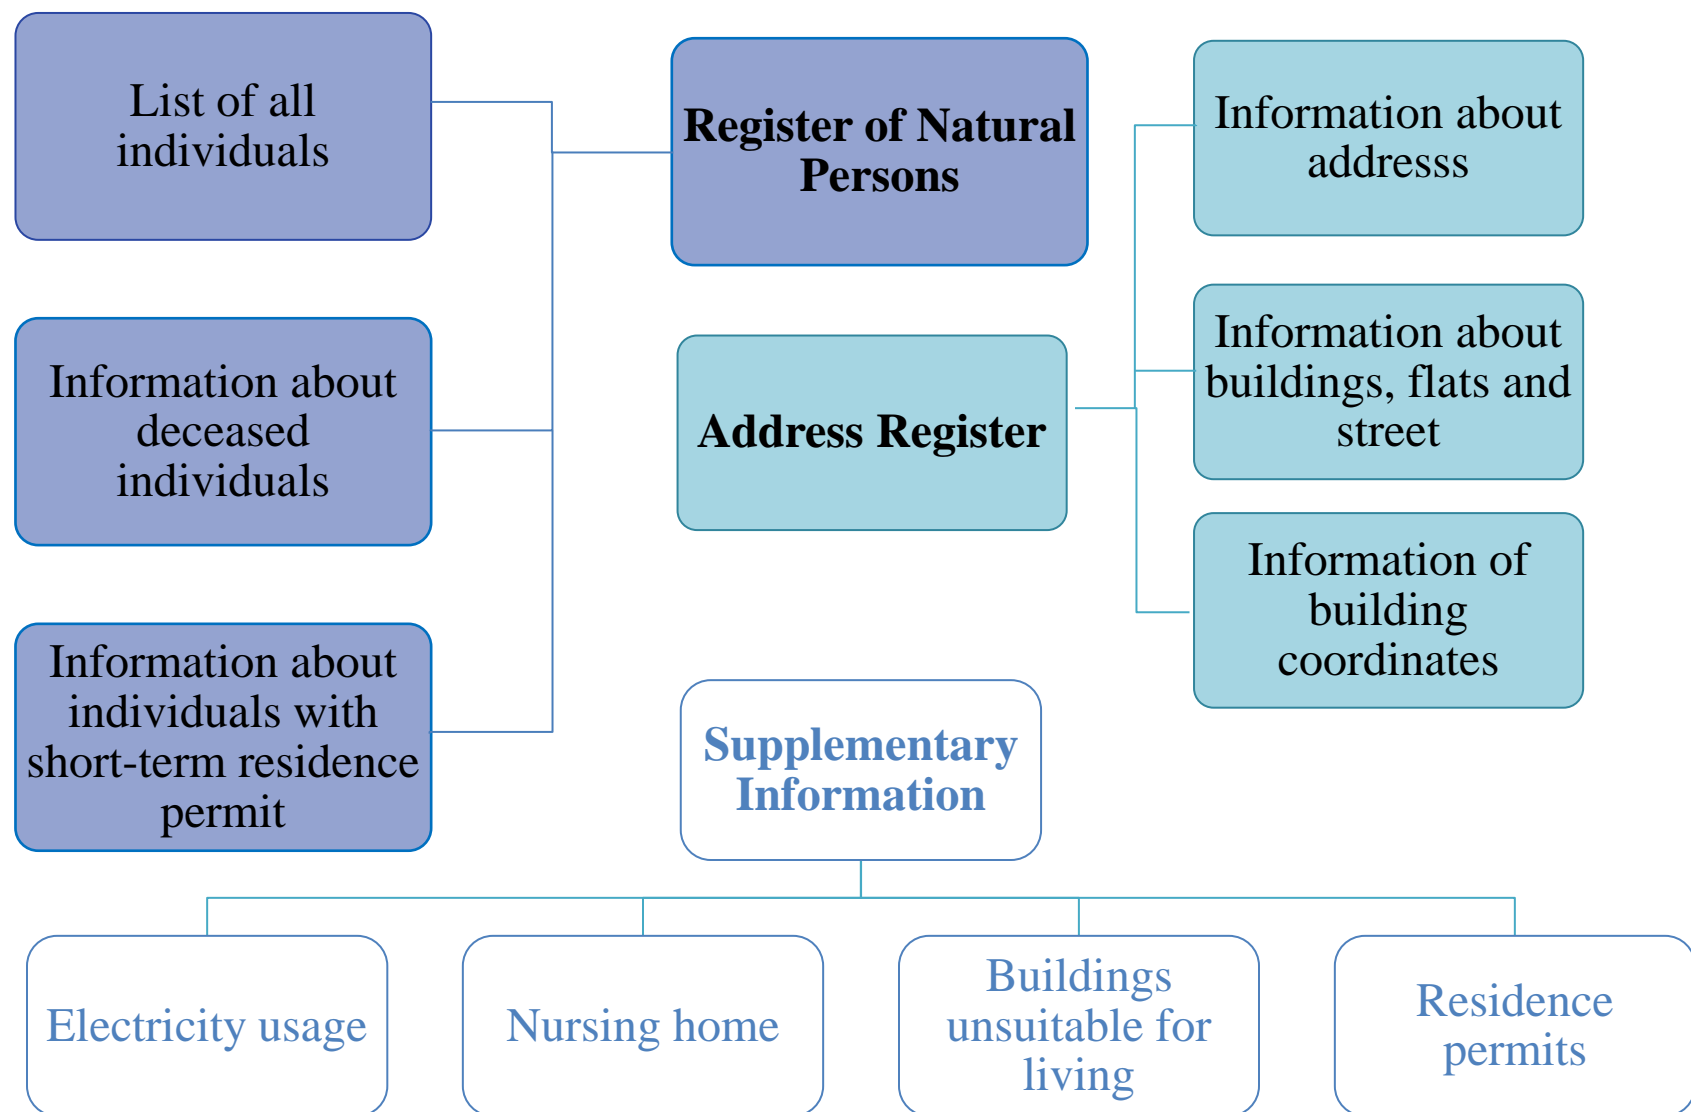 List of all
individuals
Register of Natural
Persons
Information about
addresss
Information about
deceased
individuals
Address Register
Information about
buildings, flats and
street
Information about
individuals with
short-term residence
permit
Information of
building
coordinates
Supplementary
Information
Electricity usage
Nursing home
Buildings
unsuitable for
living
Residence
permits